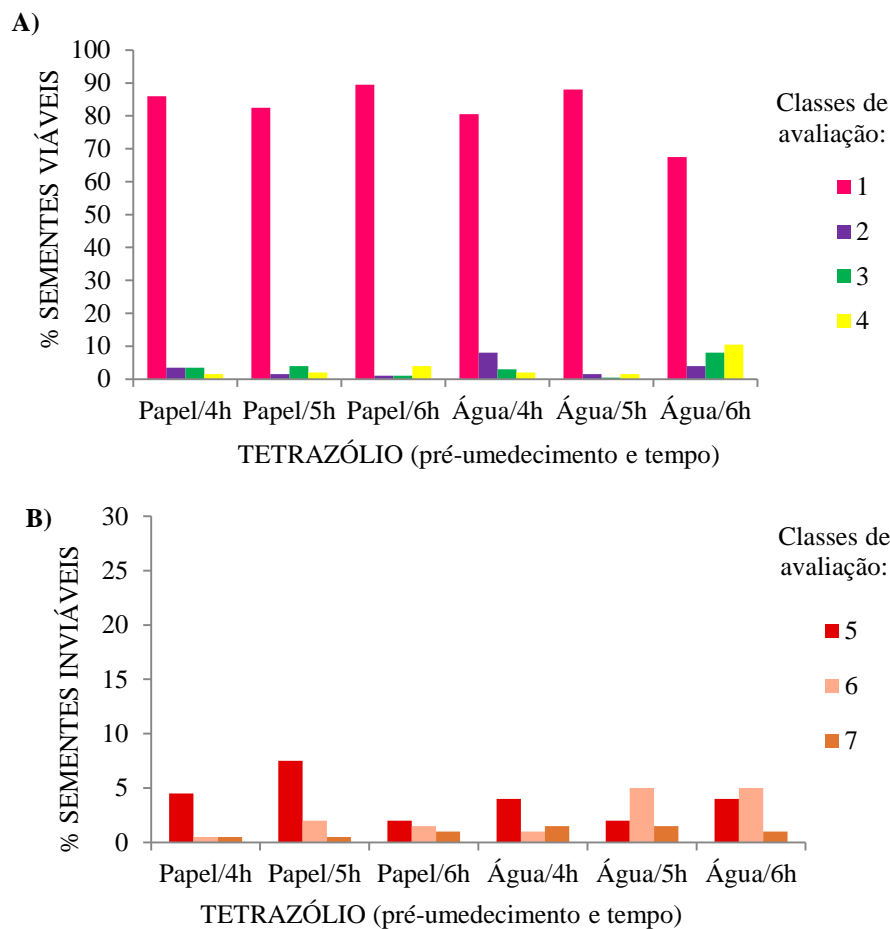 A)
% SEMENTES VIÁVEIS
100
90
80
70
60
50
40
30
20
10
0
Papel/4h Papel/5h Papel/6h Água/4h Água/5h Água/6h
TETRAZÓLIO (pré-umedecimento e tempo)
Classes de
avaliação:
1
2
3
4
B)
% SEMENTES INVIÁVEIS
30
25
20
15
10
5
0
Papel/4h Papel/5h Papel/6h Água/4h Água/5h Água/6h
TETRAZÓLIO (pré-umedecimento e tempo)
Classes de
avaliação:
5
6
7